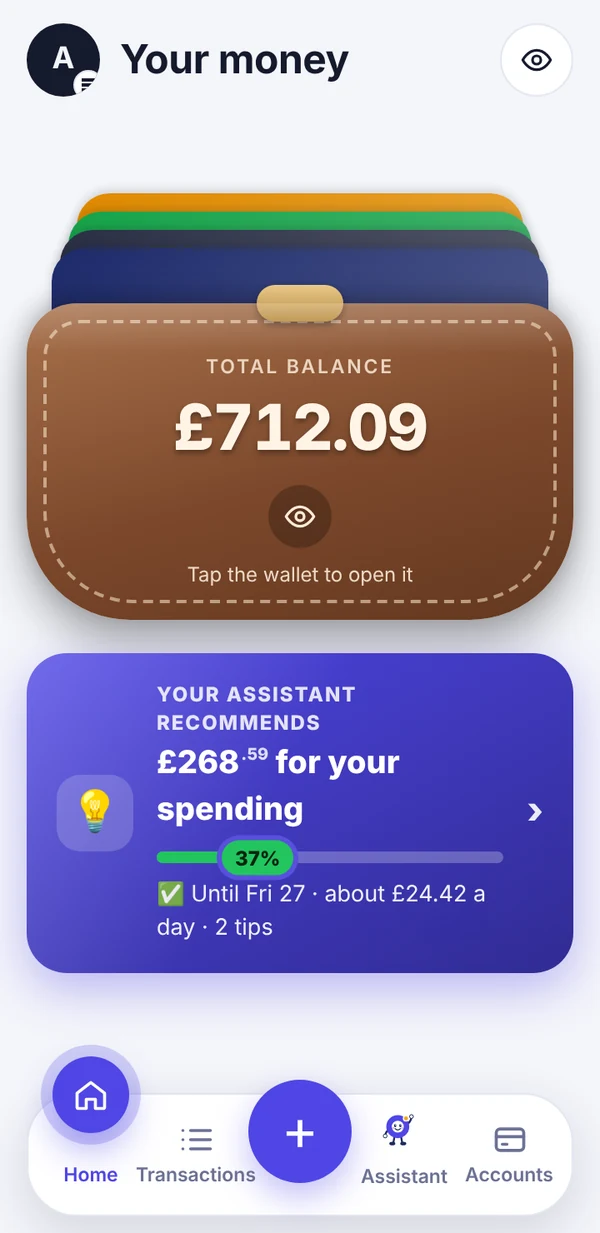 A
Your money
TOTAL BALANCE
£712.09
Tap the wallet to open it
YOUR ASSISTANT
RECOMMENDS
£268.59 for your
spending
›
37%
✅ Until Fri 27 · about £24.42 a
day · 2 tips
+
Home
Transactions
Assistant
Accounts